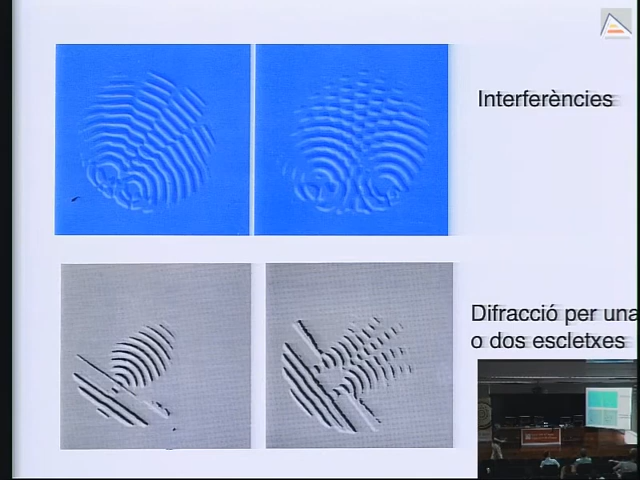 Interferències
Difracció per una
o dos escletxes